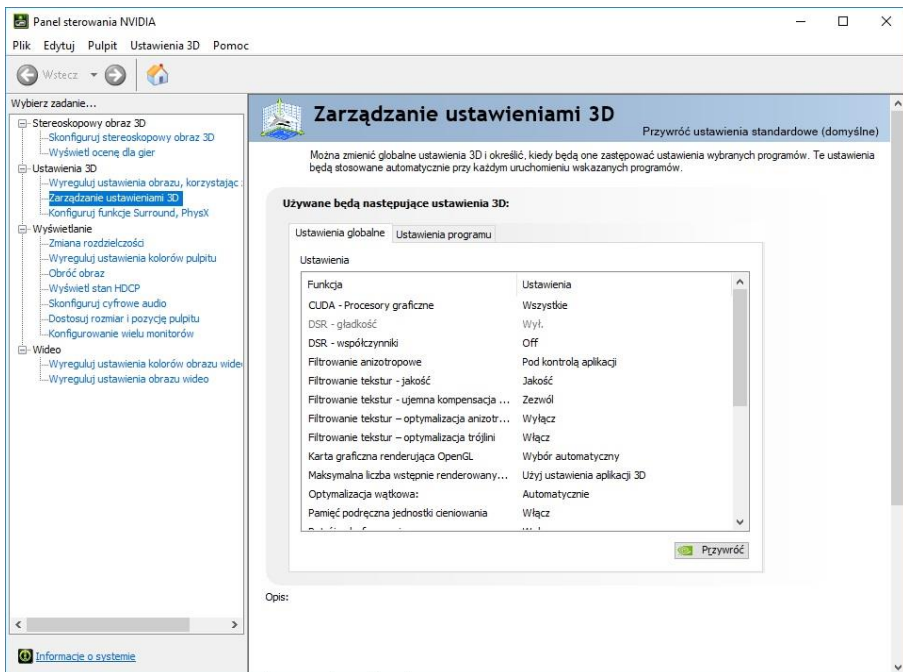 Panel sterowania NVIDIA
Plik Edytuj Pulpit Ustawienia 3D Pomoc
Wstecz
Wybierz zadanie...
Stereoskopowy obraz 3D
Skonfiguruj stereoskopowy obraz 3D
Wyświetl ocenę dla gier
Ustawienia 3D
Wyreguluj ustawienia obrazu, korzystając
Zarządzanie ustawieniami 3D
Konfiguruj funkcje Surround, PhysX
Wyświetlanie
Zmiana rozdzielczości
Wyreguluj ustawienia kolorów pulpitu
Obróć obraz
Wyświetl stan HDCP
Skonfiguruj cyfrowe audio
Dostosuj rozmiar i pozycję pulpitu
Konfigurowanie wielu monitorów
Wideo
Wyreguluj ustawienia kolorów obrazu wide
Wyreguluj ustawienia obrazu wideo
Informacje o systemie
Zarządzanie ustawieniami 3D
Przywróć ustawienia standardowe (domyślne)
Można zmienić globalne ustawienia 3D i określić, kiedy będą one zastępować ustawienia wybranych programów. Te ustawienia
będą stosowane automatycznie przy każdym uruchomieniu wskazanych programów.
Używane będą następujące ustawienia 3D:
Ustawienia globalne Ustawienia programu
Ustawienia
Funkcja Ustawienia
CUDA - Procesory graficzne Wszystkie
DSR - gładkość Wył.
DSR - współczynniki Off
Filtrowanie anizotropowe Pod kontrolą aplikacji
Filtrowanie tekstur - jakość Jakość
Filtrowanie tekstur - ujemna kompensacja ... Zezwól
Filtrowanie tekstur – optymalizacja anizotr... Wyłącz
Filtrowanie tekstur – optymalizacja trójlini Włącz
Karta graficzna renderująca OpenGL Wybór automatyczny
Maksymalna liczba wstępnie renderowany... Użyj ustawienia aplikacji 3D
Optymalizacja wątkowa: Automatycznie
Pamięć podręczna jednostki cieniowania Włącz
Przywróć
Opis: